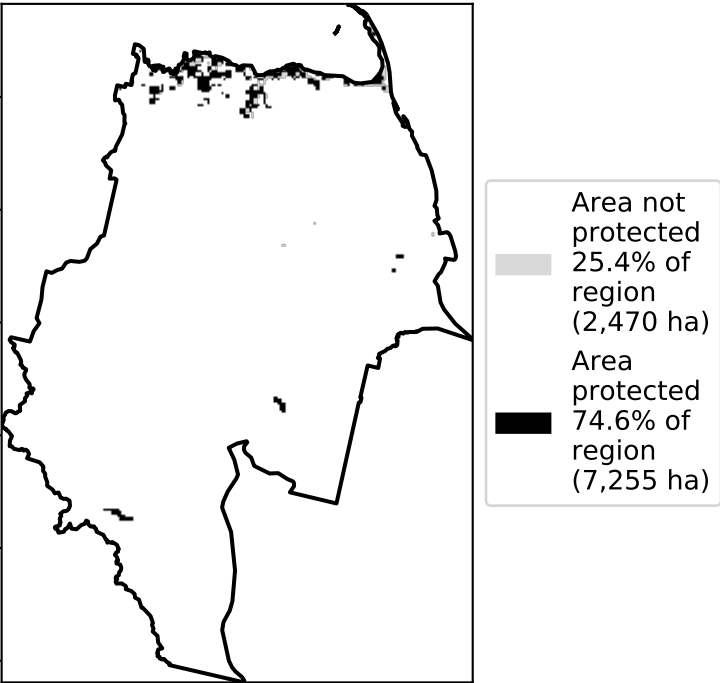 Area not
protected
25.4% of
region
(2,470 ha)
Area
protected
74.6% of
region
(7,255 ha)